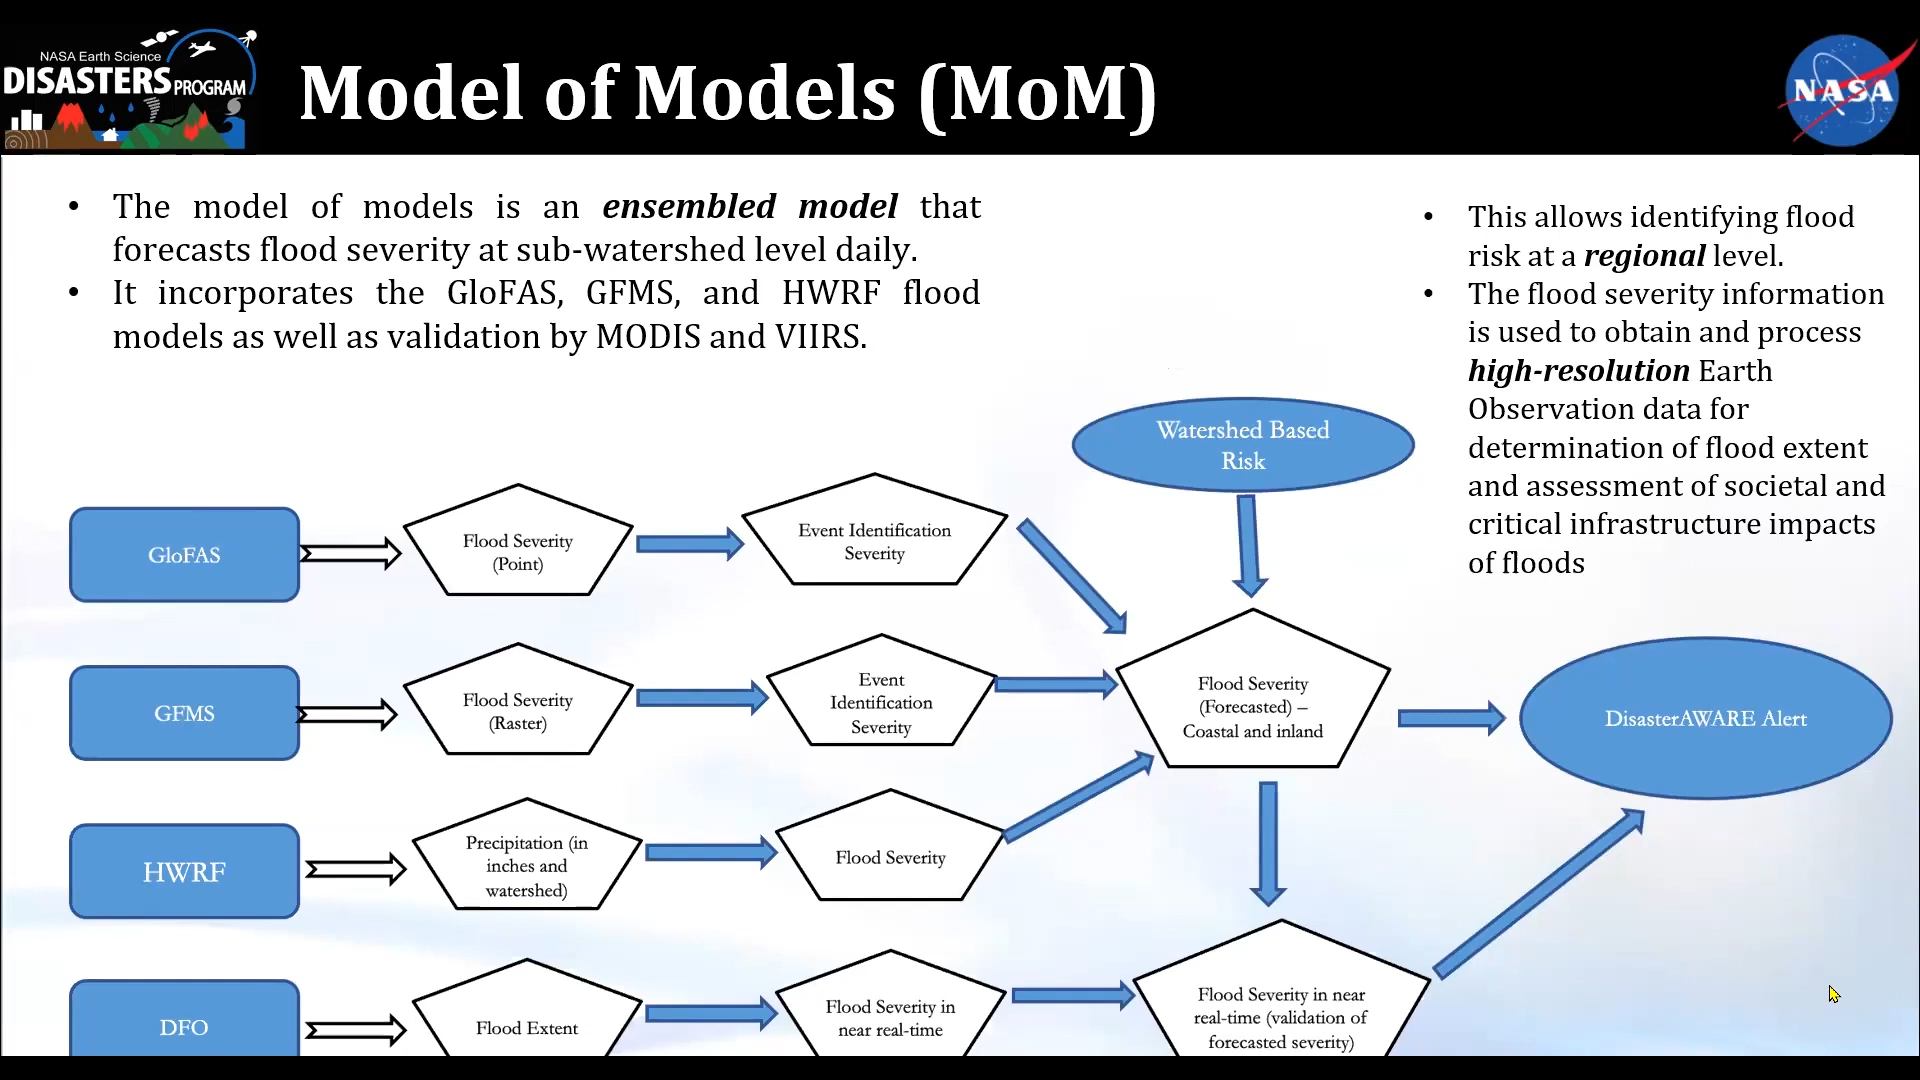 NASA Earth Science
DISASTERS PROGRAM
Model of Models (MoM)
NASA
• The model of models is an ensembled model that
forecasts flood severity at sub-watershed level daily.
• It incorporates the GloFAS, GFMS, and HWRF flood
models as well as validation by MODIS and VIIRS.
• This allows identifying flood
risk at a regional level.
• The flood severity information
is used to obtain and process
high-resolution Earth
Observation data for
determination of flood extent
and assessment of societal and
critical infrastructure impacts
of floods
Watershed Based
Risk
GloFAS
Flood Severity
(Point)
Event Identification
Severity
GFMS
Flood Severity
(Raster)
Event
Identification
Severity
Flood Severity
(Forecasted) –
Coastal and inland
DisasterAWARE Alert
HWRF
Precipitation (in
inches and
watershed)
Flood Severity
DFO
Flood Extent
Flood Severity in
near real-time
Flood Severity in near
real-time (validation of
forecasted severity)